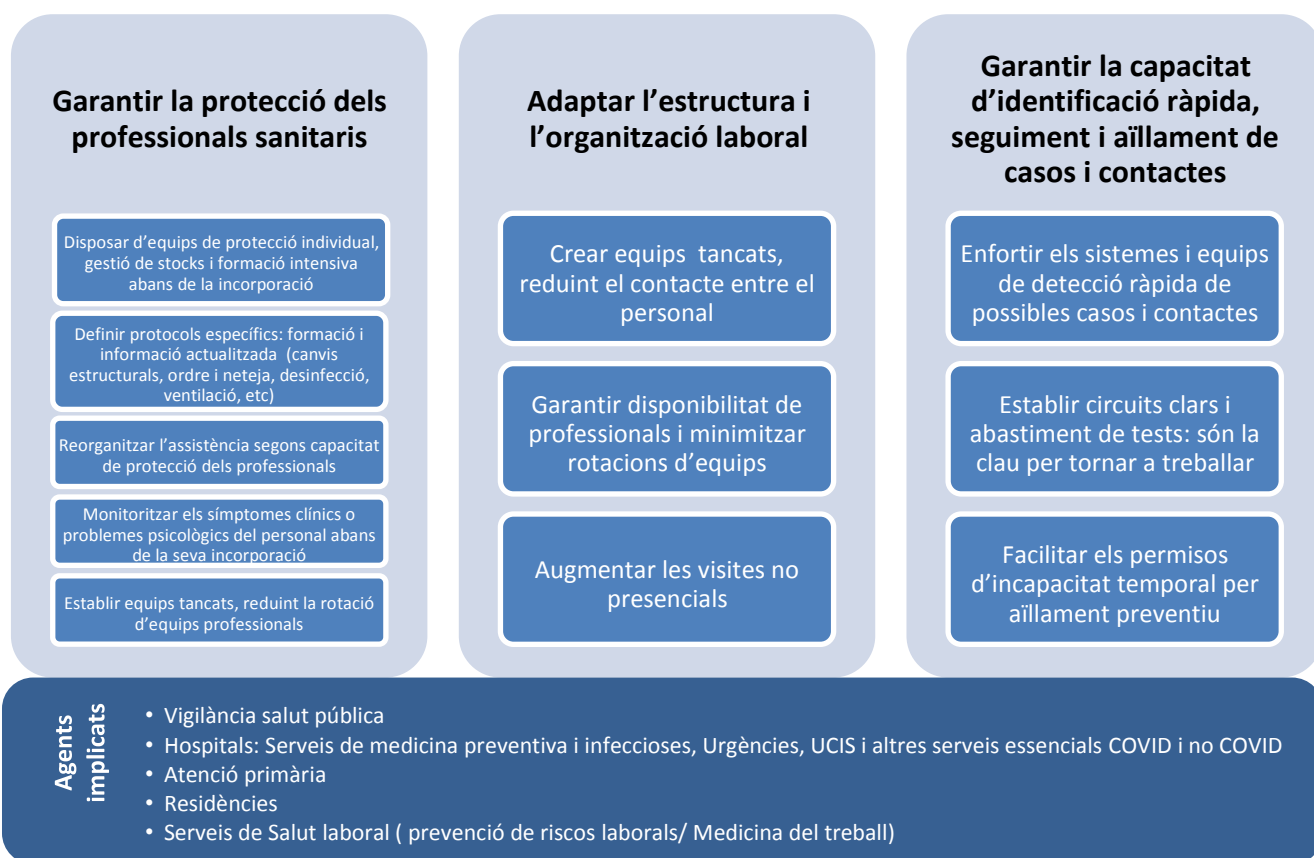 Garantir la protecció dels
professionals sanitaris
Disposar d'equips de protecció individual,
gestió de stocks i formació intensiva
abans de la incorporació
Definir protocols específics: formació i
informació actualitzada (canvis
estructurals, ordre i neteja, desinfecció,
ventilació, etc)
Reorganitzar l'assistència segons capacitat
de protecció dels professionals
Monitoritzar els símptomes clínics o
problemes psicològics del personal abans
de la seva incorporació
Establir equips tancats, reduint la rotació
d'equips professionals
Adaptar l'estructura i
l'organització laboral
Crear equips tancats,
reduint el contacte entre el
personal
Garantir disponibilitat de
professionals i minimitzar
rotacions d'equips
Augmentar les visites no
presencials
Garantir la capacitat
d'identificació ràpida,
seguiment i aïllament de
casos i contactes
Enfortir els sistemes i equips
de detecció ràpida de
possibles casos i contactes
Establir circuits clars i
abastiment de tests: són la
clau per tornar a treballar
Facilitar els permisos
d'incapacitat temporal per
aïllament preventiu
Agents
implicats
• Vigilància salut pública
• Hospitals: Serveis de medicina preventiva i infeccioses, Urgències, UCIS i altres serveis essencials COVID i no COVID
• Atenció primària
• Residències
• Serveis de Salut laboral ( prevenció de riscos laborals/ Medicina del treball)